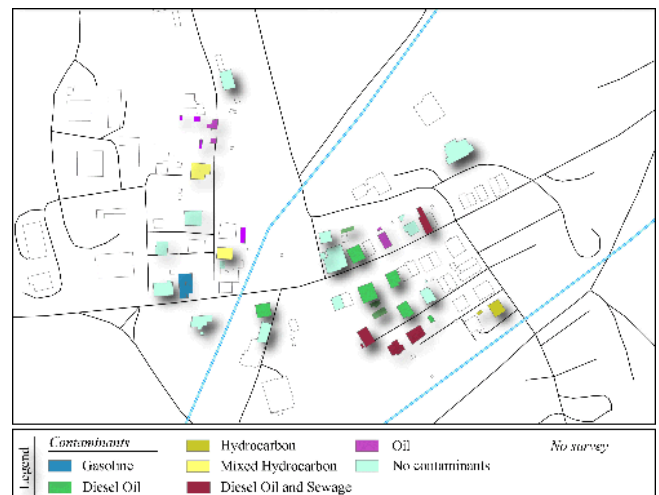 Legend
Contaminants
Gasoline
Diesel Oil
Hydrocarbon
Mixed Hydrocarbon
Diesel Oil and Sewage
Oil
No contaminants
No survey